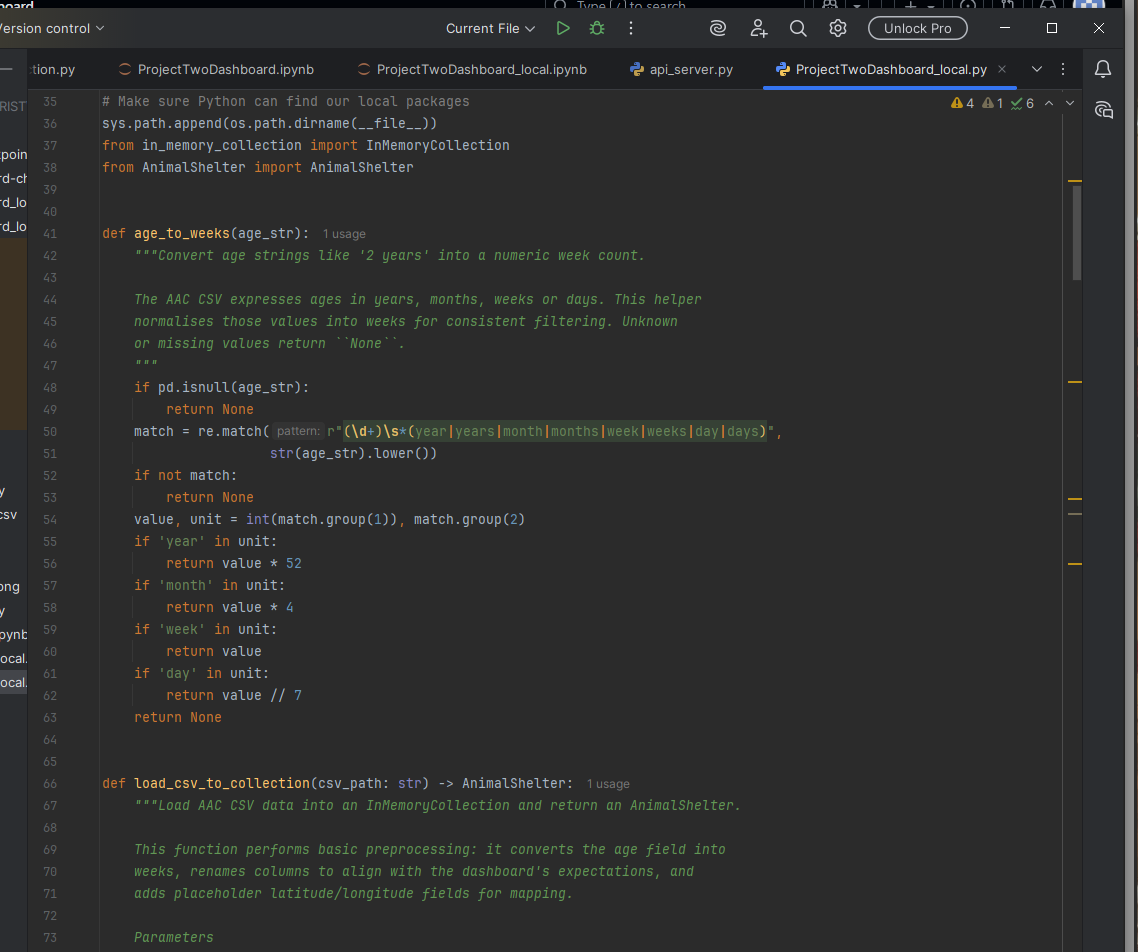 board
Type / to search
Version control
Current File
Unlock Pro
tion.py
ProjectTwoDashboard.ipynb
ProjectTwoDashboard_local.ipynb
api_server.py
ProjectTwoDashboard_local.py
4 1 6
RIST
point
rd-ch
rd_lo
rd_lo
y
csv
ong
y
pynb
ocal.
ocal.
35 # Make sure Python can find our local packages
36 sys.path.append(os.path.dirname(__file__))
37 from in_memory_collection import InMemoryCollection
38 from AnimalShelter import AnimalShelter
39
40
41 def age_to_weeks(age_str): 1 usage
42 """Convert age strings like '2 years' into a numeric week count.
43
44 The AAC CSV expresses ages in years, months, weeks or days. This helper
45 normalises those values into weeks for consistent filtering. Unknown
46 or missing values return ``None``.
47 """
48 if pd.isnull(age_str):
49 return None
50 match = re.match( pattern: r"(\d+)\s*(year|years|month|months|week|weeks|day|days)",
51 str(age_str).lower())
52 if not match:
53 return None
54 value, unit = int(match.group(1)), match.group(2)
55 if 'year' in unit:
56 return value * 52
57 if 'month' in unit:
58 return value * 4
59 if 'week' in unit:
60 return value
61 if 'day' in unit:
62 return value // 7
63 return None
64
65
66 def load_csv_to_collection(csv_path: str) -> AnimalShelter: 1 usage
67 """Load AAC CSV data into an InMemoryCollection and return an AnimalShelter.
68
69 This function performs basic preprocessing: it converts the age field into
70 weeks, renames columns to align with the dashboard's expectations, and
71 adds placeholder latitude/longitude fields for mapping.
72
73 Parameters